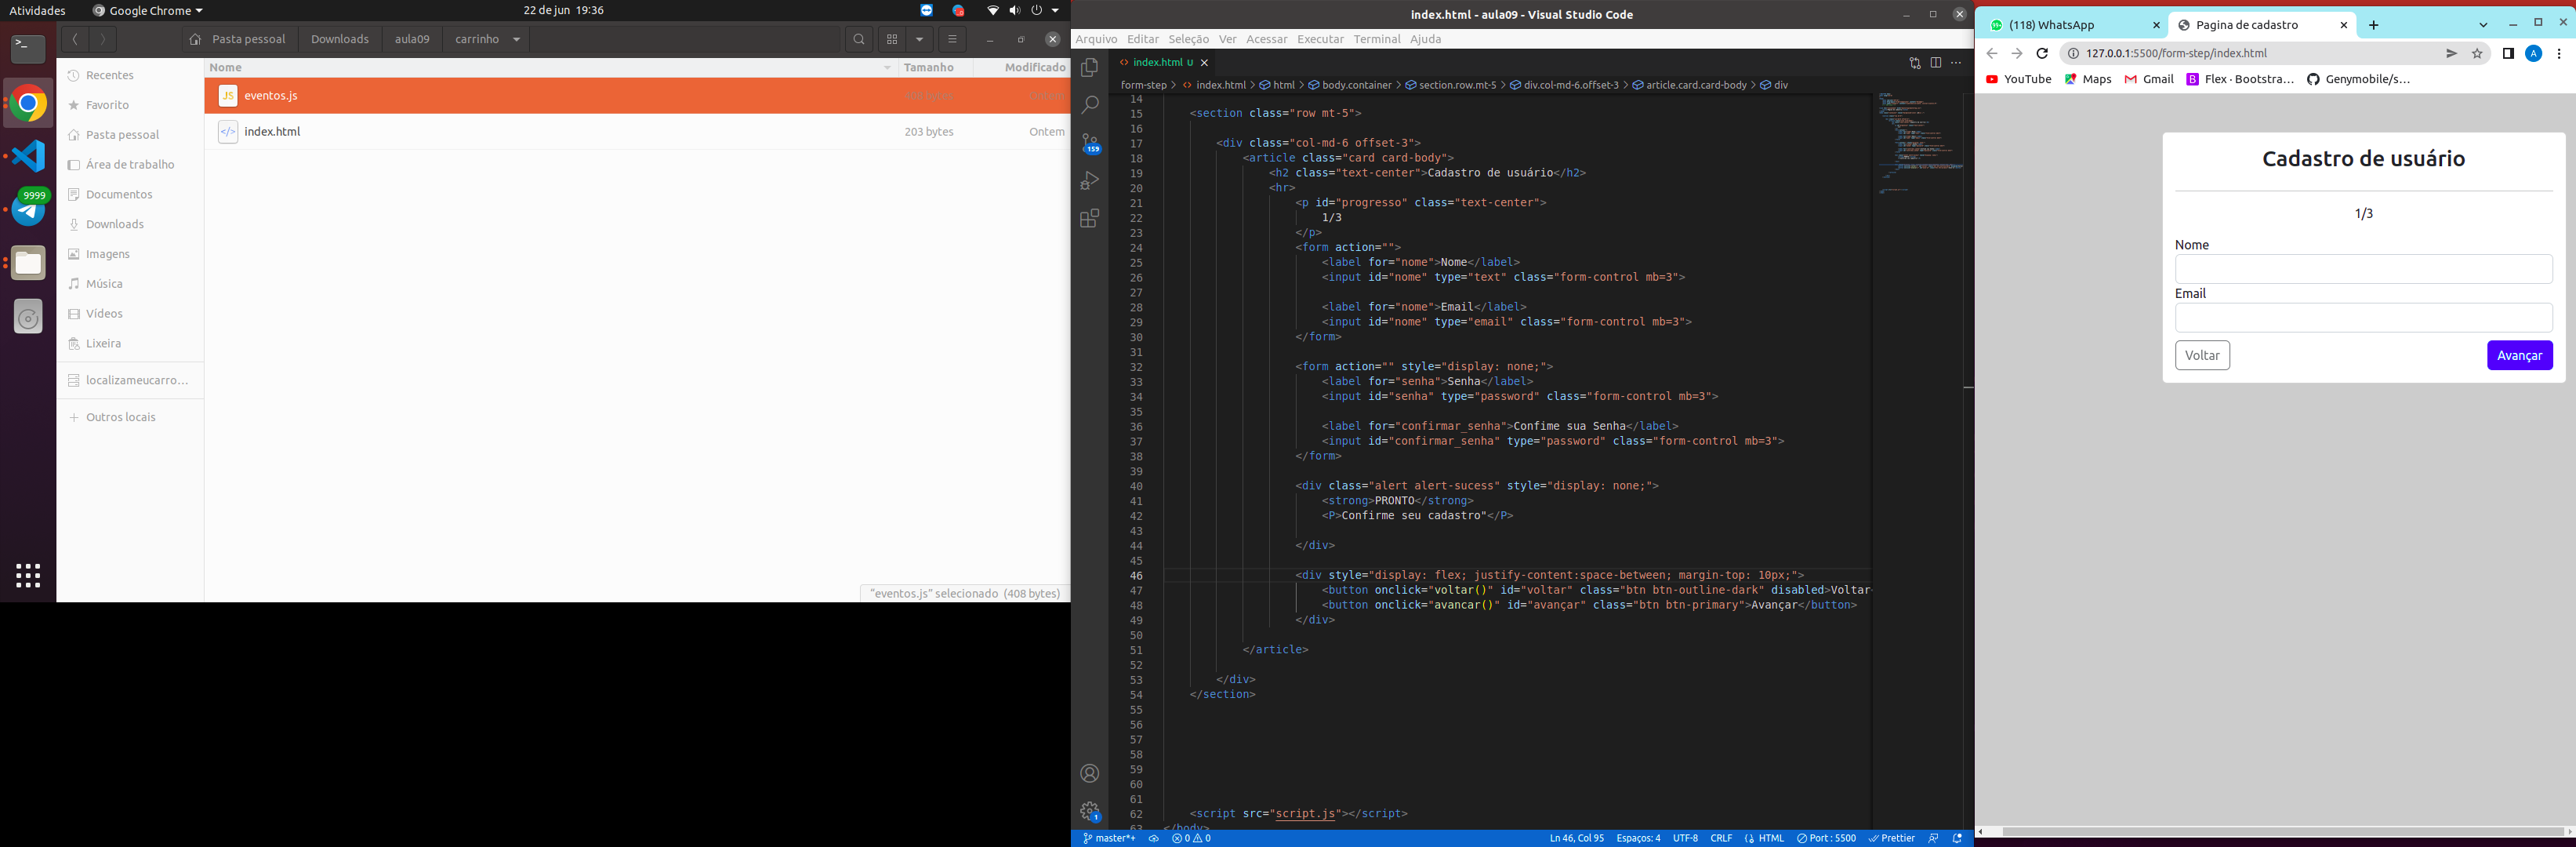 Atividades
Google Chrome
22 de jun 19:36
Pasta pessoal
Downloads
aula09
carrinho
Recentes
Favorito
Pasta pessoal
Área de trabalho
Documentos
Downloads
Imagens
Música
Vídeos
Lixeira
localizameucarro...
Outros locais
9999
Nome
Tamanho
Modificado
eventos.js
index.html
203 bytes
Ontem
"eventos.js" selecionado (408 bytes)
index.html - aula09 - Visual Studio Code
Arquivo Editar Seleção Ver Acessar Executar Terminal Ajuda
index.html U
form-step > index.html > html > body.container > section.row.mt-5 > div.col-md-6.offset-3 > article.card.card-body > div
159
1
14
15 <section class="row mt-5">
16
17 <div class="col-md-6 offset-3">
18 <article class="card card-body">
19 <h2 class="text-center">Cadastro de usuário</h2>
20 <hr>
21 <p id="progresso" class="text-center">
22 1/3
23 </p>
24 <form action="">
25 <label for="nome">Nome</label>
26 <input id="nome" type="text" class="form-control mb=3">
27
28 <label for="nome">Email</label>
29 <input id="nome" type="email" class="form-control mb=3">
30 </form>
31
32 <form action="" style="display: none;">
33 <label for="senha">Senha</label>
34 <input id="senha" type="password" class="form-control mb=3">
35
36 <label for="confirmar_senha">Confime sua Senha</label>
37 <input id="confirmar_senha" type="password" class="form-control mb=3">
38 </form>
39
40 <div class="alert alert-sucess" style="display: none;">
41 <strong>PRONTO</strong>
42 <P>Confirme seu cadastro"</P>
43
44 </div>
45
46 <div style="display: flex; justify-content:space-between; margin-top: 10px;">
47 <button onclick="voltar()" id="voltar" class="btn btn-outline-dark" disabled>Voltar<
48 <button onclick="avancar()" id="avançar" class="btn btn-primary">Avançar</button>
49 </div>
50
51 </article>
52
53 </div>
54 </section>
55
56
57
58
59
60
61
62 <script src="script.js"></script>
63 </body>
master*+
0 0
Ln 46, Col 95 Espaços: 4 UTF-8 CRLF HTML Port : 5500 Prettier
(118) WhatsApp
Pagina de cadastro
127.0.0.1:5500/form-step/index.html
A
YouTube Maps Gmail Flex · Bootstra... Genymobile/s...
Cadastro de usuário
1/3
Nome
Email
Voltar
Avançar